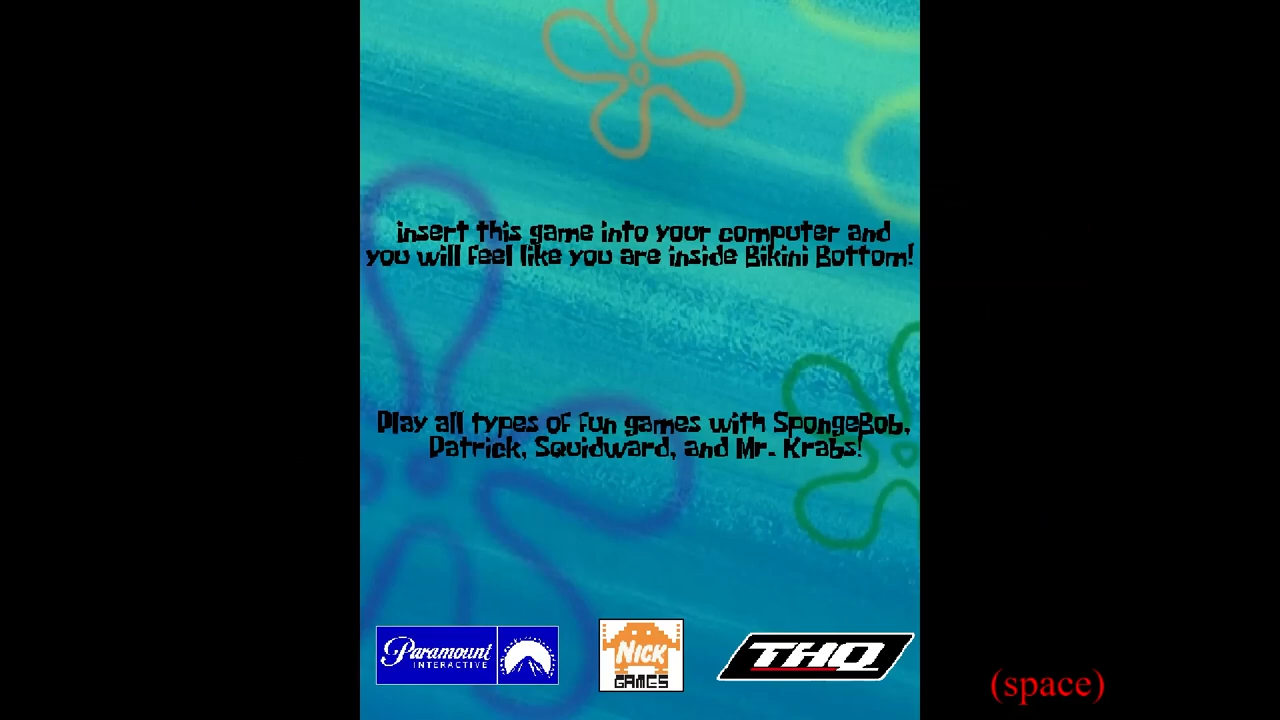 insert this game into your computer and
you will feel like you are inside Bikini Bottom!
Play all types of fun games with SpongeBob,
Patrick, Squidward, and Mr. Krabs!
Paramount
INTERACTIVE
NICK
GAMES
THQ
(space)